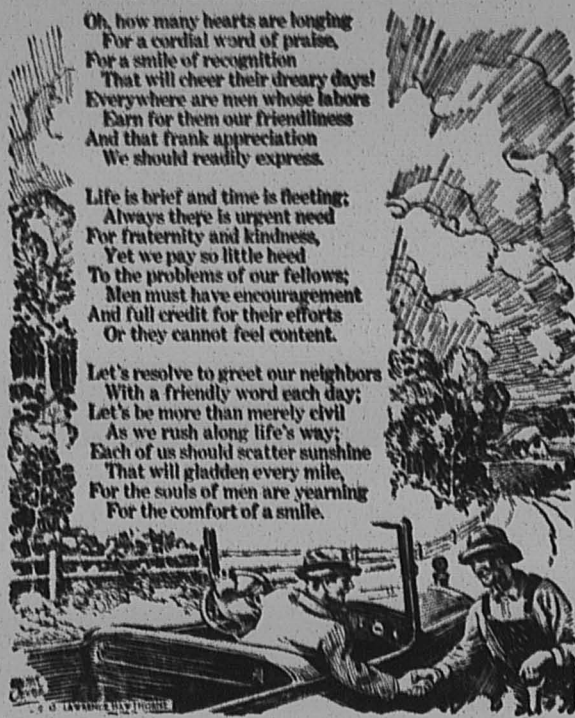 Oh, how many hearts are longing
For a cordial word of praise,
For a smile of recognition
That will cheer their dreary days!
Everywhere are men whose labors
Earn for them our friendliness
And that frank appreciation
We should readily express.

Life is brief and time is fleeting;
Always there is urgent need
For fraternity and kindness,
Yet we pay so little heed
To the problems of our fellows;
Men must have encouragement
And full credit for their efforts
Or they cannot feel content.

Let's resolve to greet our neighbors
With a friendly word each day;
Let's be more than merely civil
As we rush along life's way;
Each of us should scatter sunshine
That will gladden every mile,
For the souls of men are yearning
For the comfort of a smile.
LAWRENCE HAWTHORNE